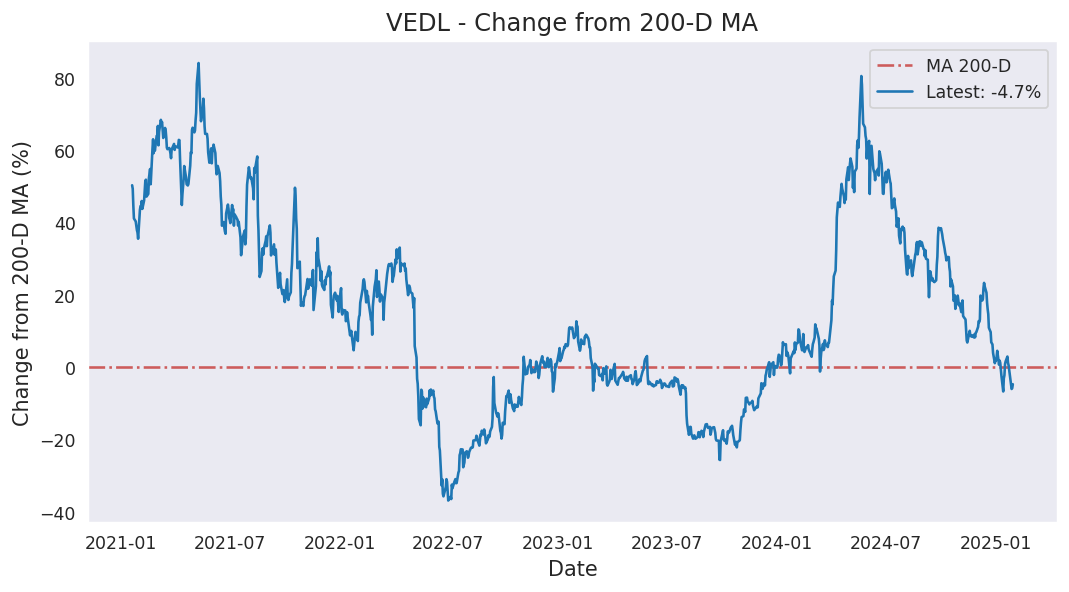 VEDL - Change from 200-D MA
MA 200-D
Latest: -4.7%
Change from 200-D MA (%)
80
60
40
20
0
−20
−40
2021-01 2021-07 2022-01 2022-07 2023-01 2023-07 2024-01 2024-07 2025-01
Date